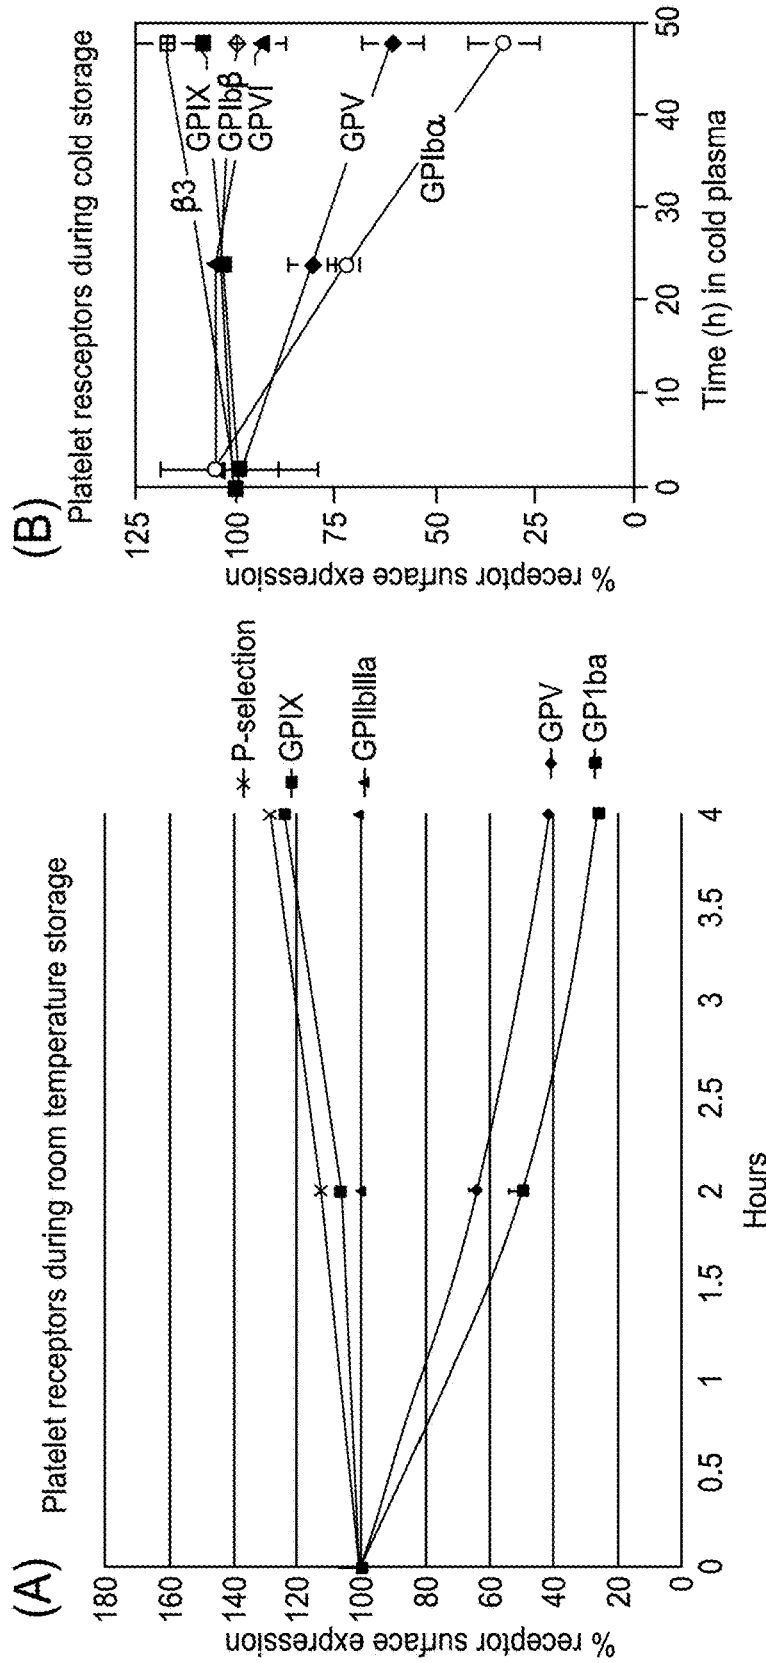 (A)
Platelet receptors during room temperature storage
% receptor surface expression
180
160
140
120
100
80
60
40
20
0
0
0.5
1
1.5
2
2.5
3
3.5
4
Hours
P-selection
GPIX
GPIIbIIIa
GPV
GP1ba
(B)
Platelet resceptors during cold storage
% receptor surface expression
125
100
75
50
25
0
0
10
20
30
40
50
Time (h) in cold plasma
β3
GPIX
GPIbβ
GPVI
GPV
GPIbα